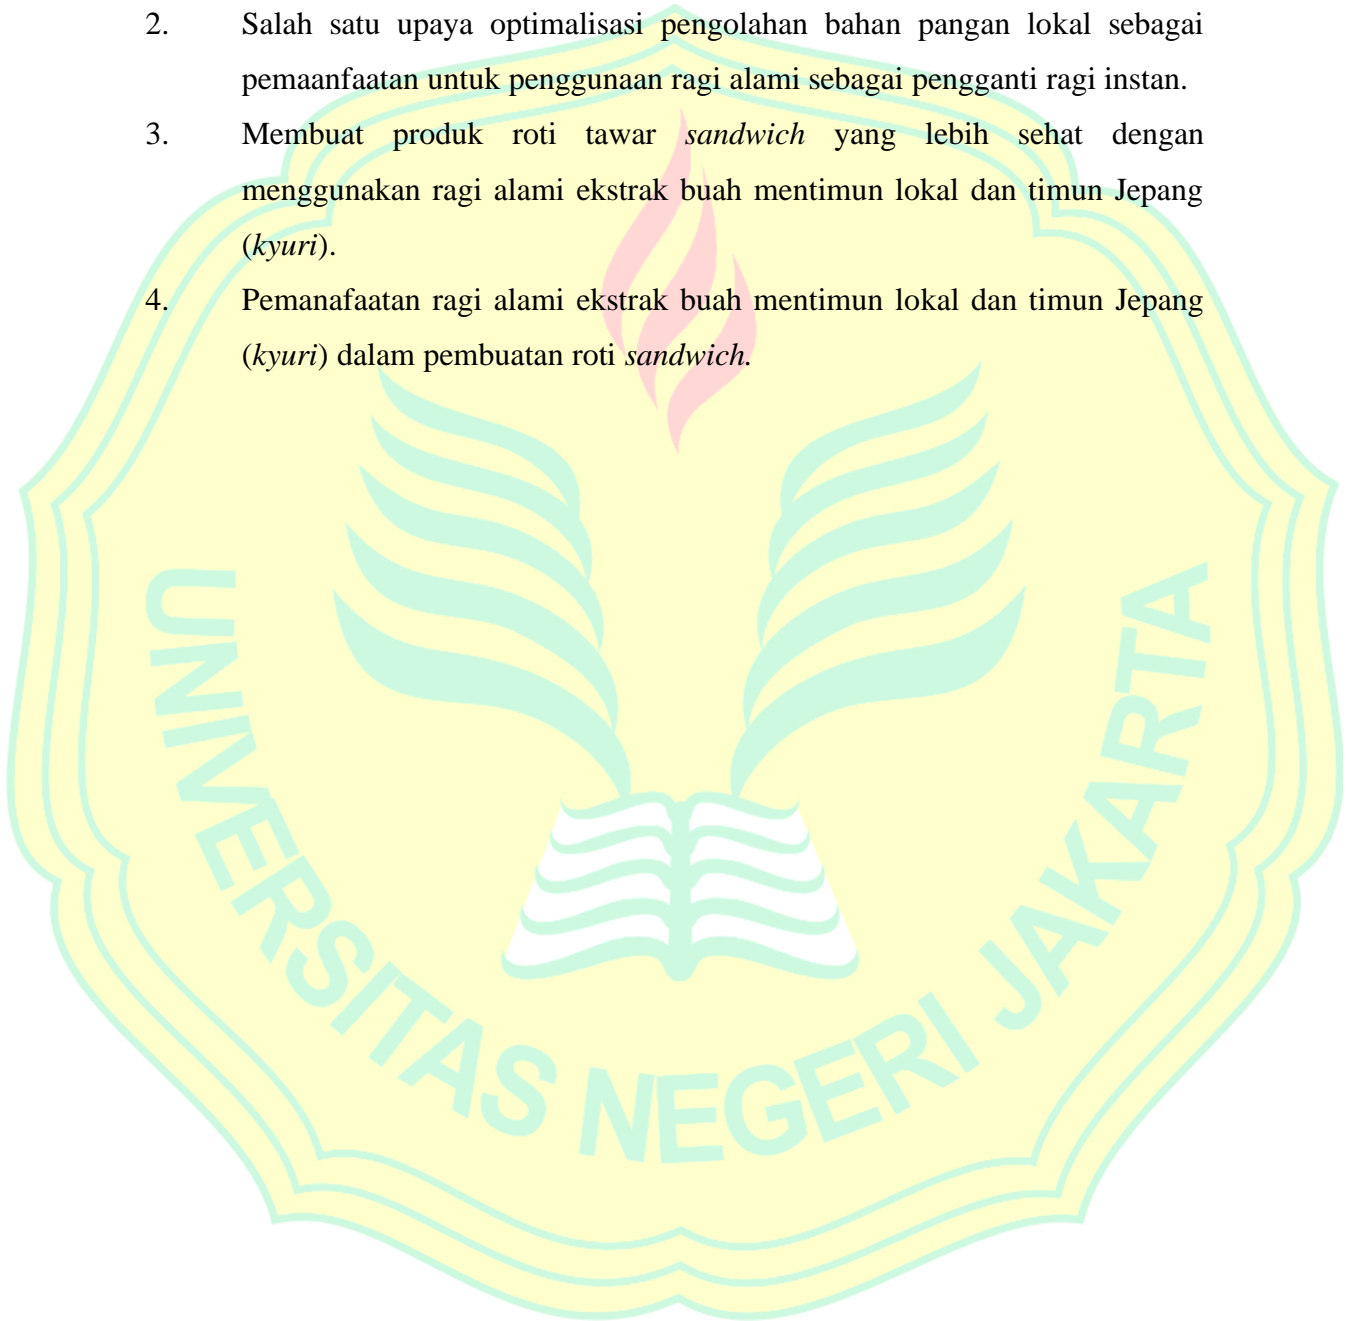 2. Salah satu upaya optimalisasi pengolahan bahan pangan lokal sebagai
pemaanfaatan untuk penggunaan ragi alami sebagai pengganti ragi instan.
3. Membuat produk roti tawar sandwich yang lebih sehat dengan
menggunakan ragi alami ekstrak buah mentimun lokal dan timun Jepang
(kyuri).
4. Pemanafaatan ragi alami ekstrak buah mentimun lokal dan timun Jepang
(kyuri) dalam pembuatan roti sandwich.
UNIVERSITAS NEGERI JAKARTA